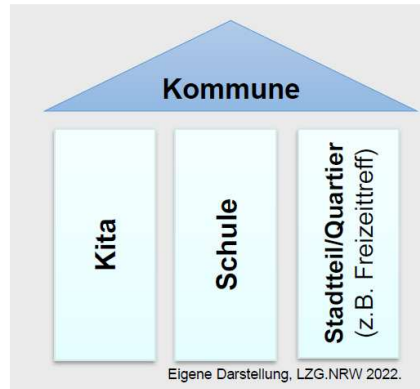 Kommune
Kita
Schule
Stadtteil/Quartier
(z.B. Freizeittreff)
Eigene Darstellung, LZG.NRW 2022.